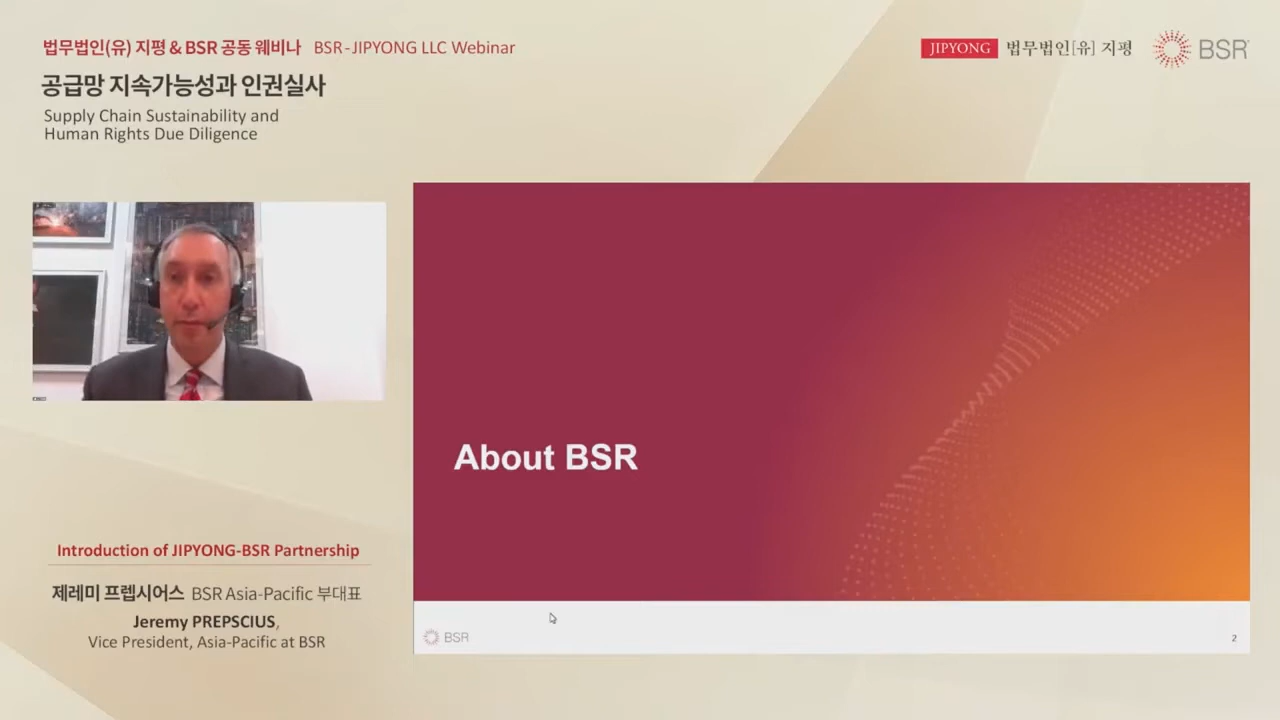 법무법인(유) 지평 & BSR 공동 웨비나 BSR-JIPYONG LLC Webinar
공급망 지속가능성과 인권실사
Supply Chain Sustainability and
Human Rights Due Diligence
JIPYONG 법무법인[유] 지평 BSR
About BSR
BSR
2
Introduction of JIPYONG-BSR Partnership
제레미 프렙시어스 BSR Asia-Pacific 부대표
Jeremy PREPSCIUS,
Vice President, Asia-Pacific at BSR